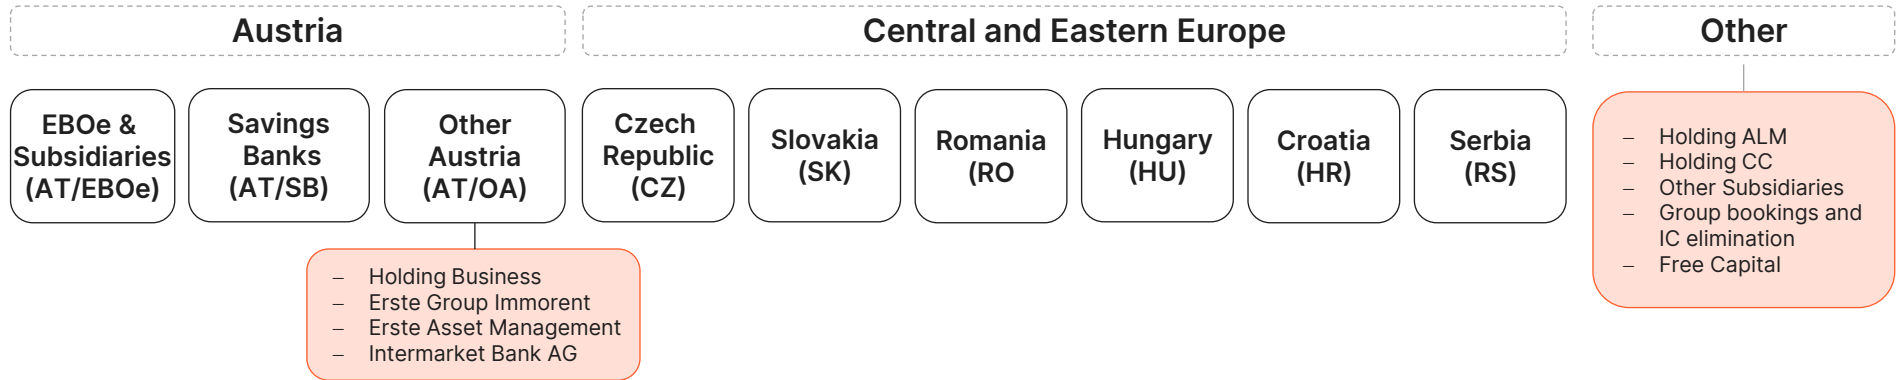 Austria
Central and Eastern Europe
Other
EBOe &
Subsidiaries
(AT/EBOe)
Savings
Banks
(AT/SB)
Other
Austria
(AT/OA)
Czech
Republic
(CZ)
Slovakia
(SK)
Romania
(RO
Hungary
(HU)
Croatia
(HR)
Serbia
(RS)
– Holding Business
– Erste Group Immorent
– Erste Asset Management
– Intermarket Bank AG
– Holding ALM
– Holding CC
– Other Subsidiaries
– Group bookings and
IC elimination
– Free Capital